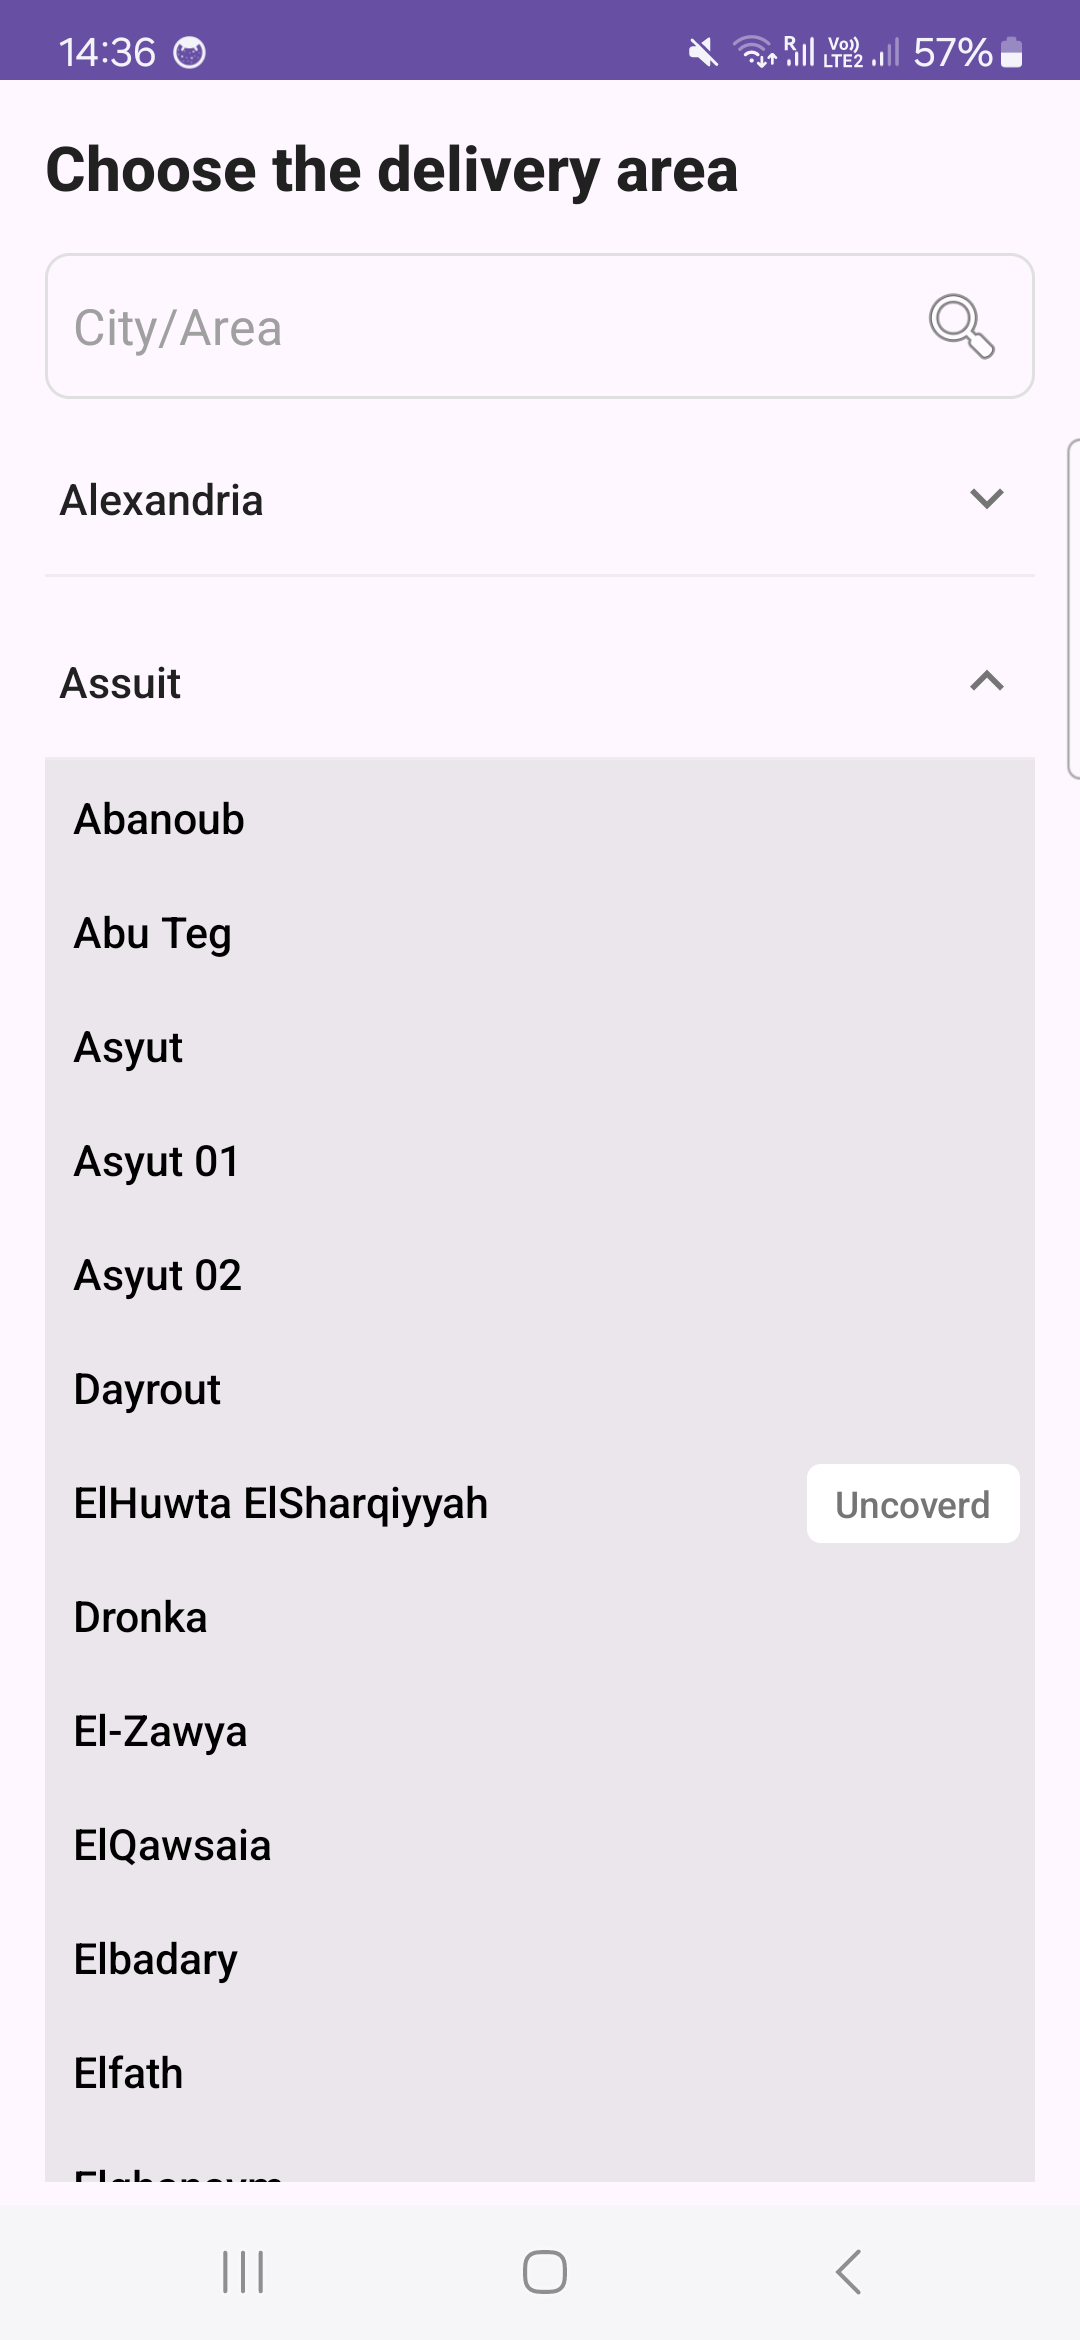 14:36
R Vo)) LTE2 57%
Choose the delivery area
City/Area
Alexandria
Assuit
Abanoub
Abu Teg
Asyut
Asyut 01
Asyut 02
Dayrout
ElHuwta ElSharqiyyah Uncoverd
Dronka
El-Zawya
ElQawsaia
Elbadary
Elfath